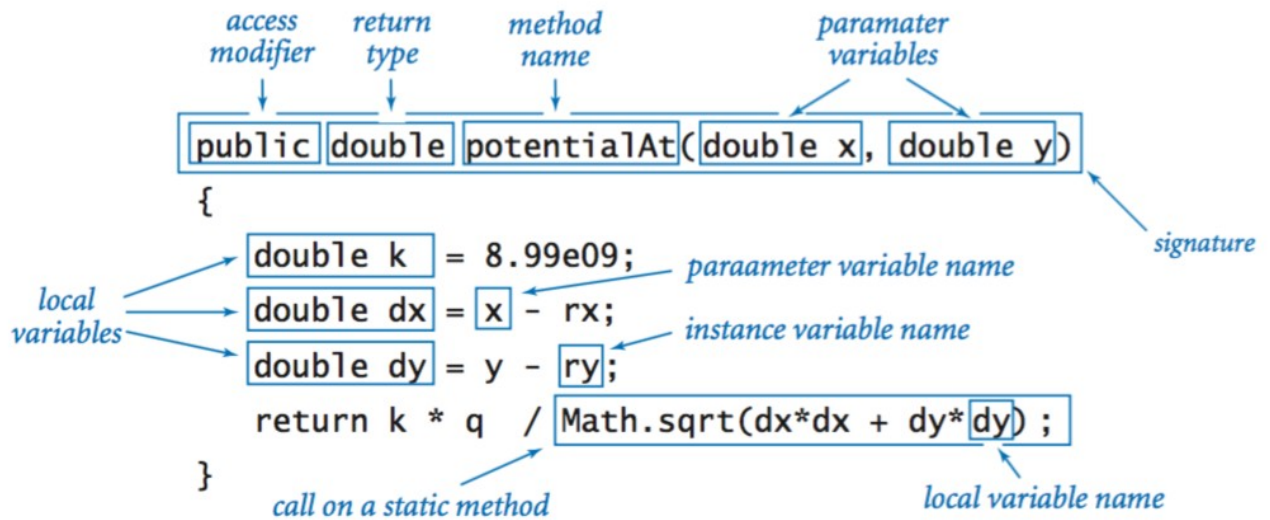 access modifier
return type
method name
paramater variables
public double potentialAt(double x, double y)
{
signature
double k = 8.99e09;
paraameter variable name
local variables
double dx = x - rx;
instance variable name
double dy = y - ry;
return k * q / Math.sqrt(dx*dx + dy*dy) ;
}
call on a static method
local variable name